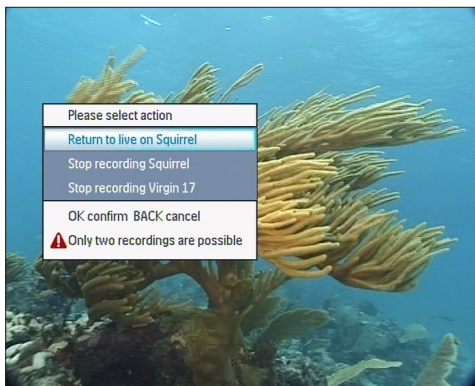 Please select action
Return to live on Squirrel
Stop recording Squirrel
Stop recording Virgin 17
OK confirm BACK cancel
Only two recordings are possible